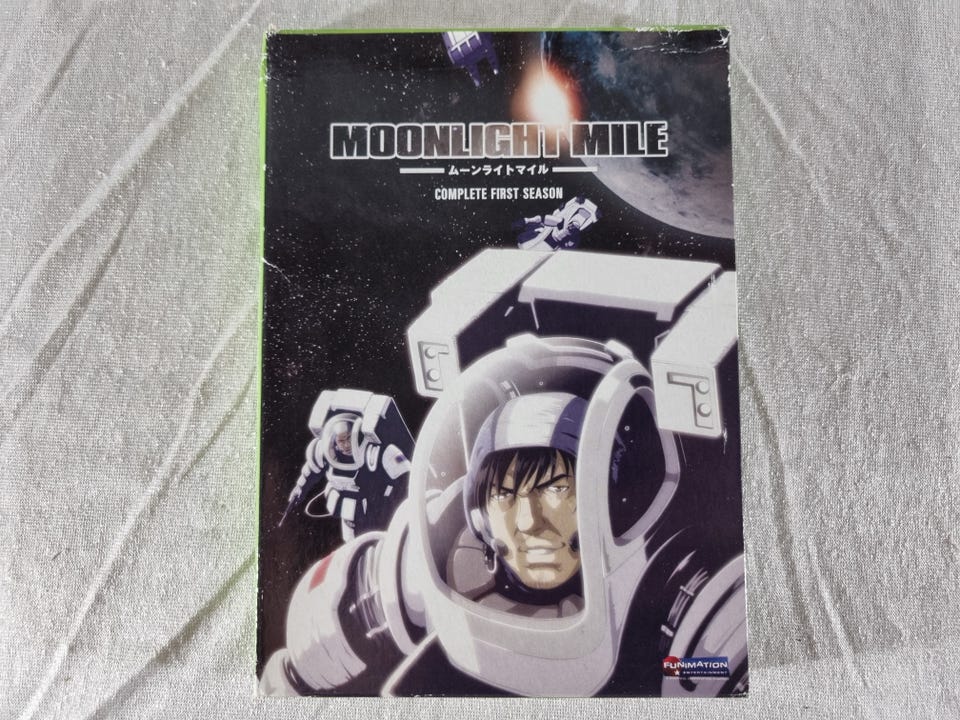 MOONLIGHT MILE
ムーンライトマイル
COMPLETE FIRST SEASON
FUNIMATION
ENTERTAINMENT